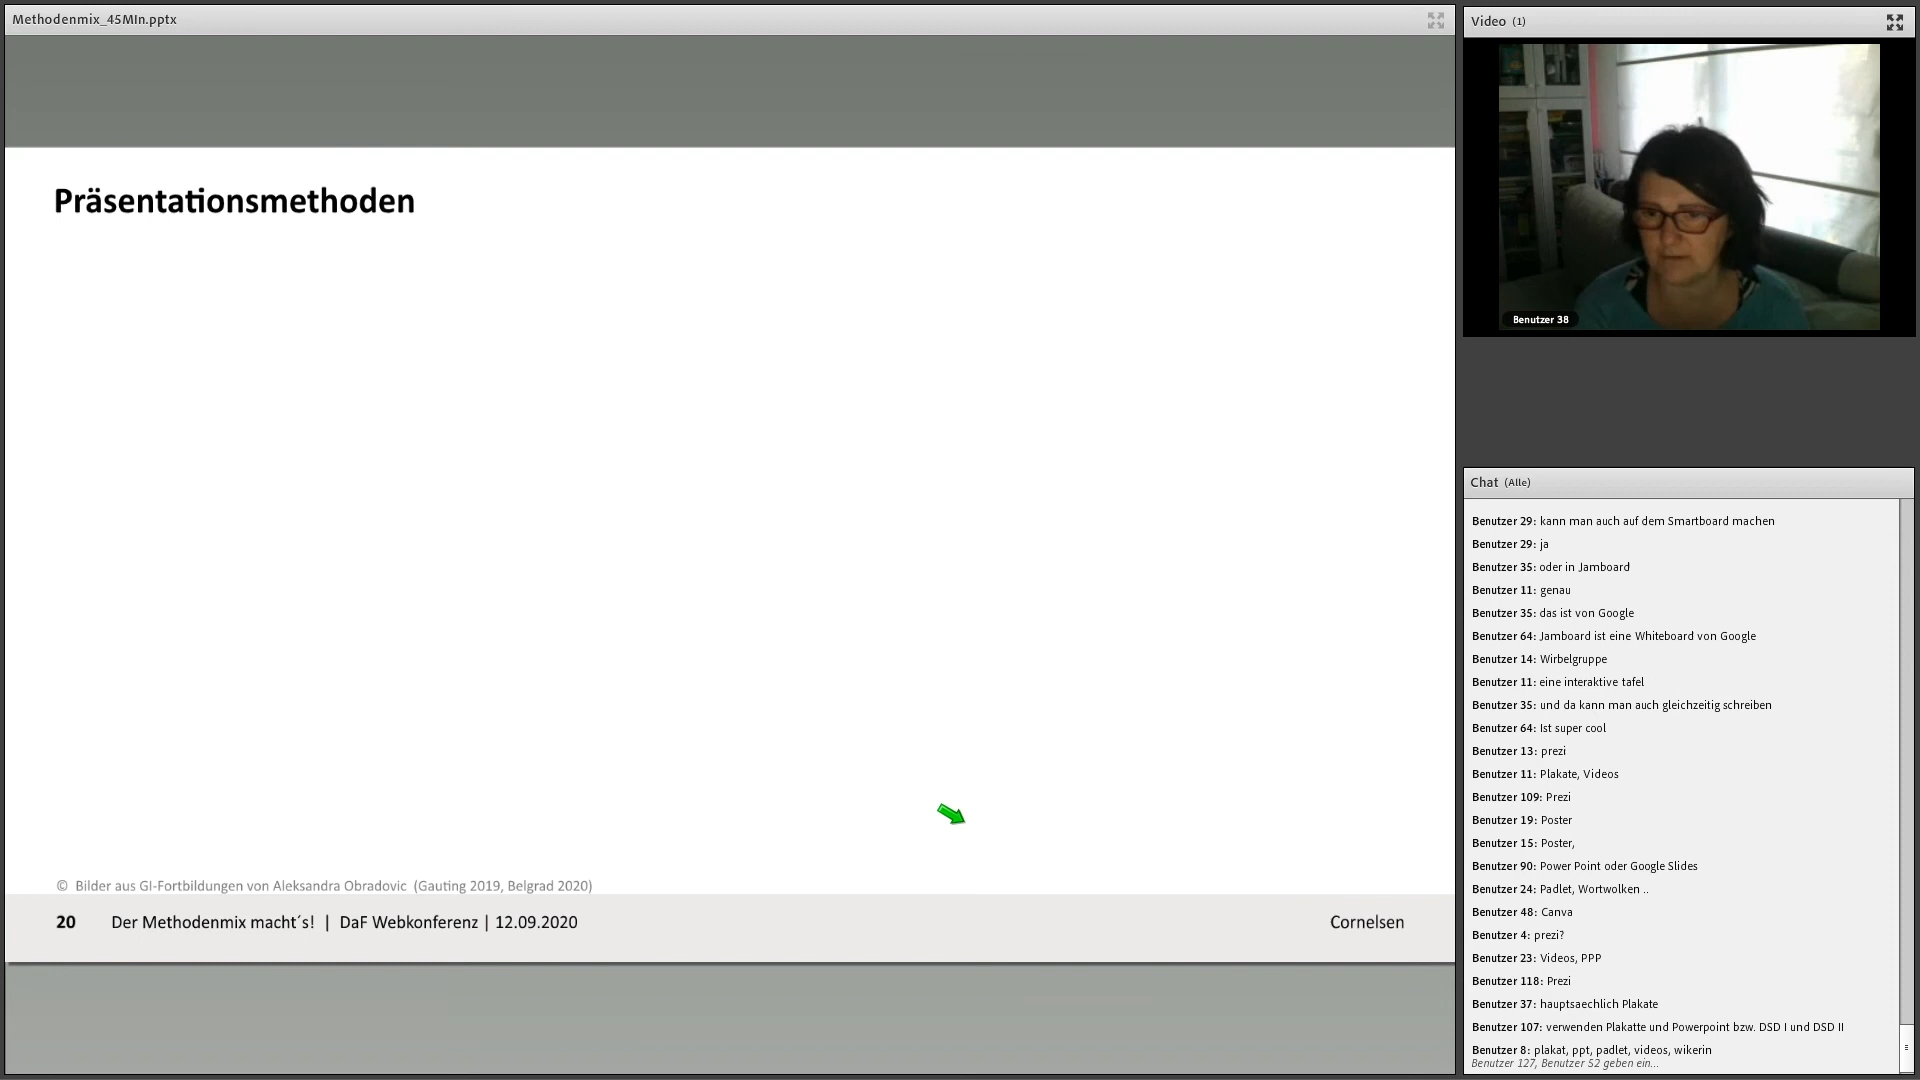 Methodenmix_45MIn.pptx
Präsentationsmethoden
© Bilder aus GI-Fortbildungen von Aleksandra Obradovic (Gauting 2019, Belgrad 2020)
20 Der Methodenmix macht´s! | DaF Webkonferenz | 12.09.2020 Cornelsen
Video (1)
Benutzer 38
Chat (Alle)
Benutzer 29: kann man auch auf dem Smartboard machen
Benutzer 29: ja
Benutzer 35: oder in Jamboard
Benutzer 11: genau
Benutzer 35: das ist von Google
Benutzer 64: Jamboard ist eine Whiteboard von Google
Benutzer 14: Wirbelgruppe
Benutzer 11: eine interaktive tafel
Benutzer 35: und da kann man auch gleichzeitig schreiben
Benutzer 64: Ist super cool
Benutzer 13: prezi
Benutzer 11: Plakate, Videos
Benutzer 109: Prezi
Benutzer 19: Poster
Benutzer 15: Poster,
Benutzer 90: Power Point oder Google Slides
Benutzer 24: Padlet, Wortwolken ..
Benutzer 48: Canva
Benutzer 4: prezi?
Benutzer 23: Videos, PPP
Benutzer 118: Prezi
Benutzer 37: hauptsaechlich Plakate
Benutzer 107: verwenden Plakatte und Powerpoint bzw. DSD I und DSD II
Benutzer 8: plakat, ppt, padlet, videos, wikerin
Benutzer 127, Benutzer 52 geben ein...